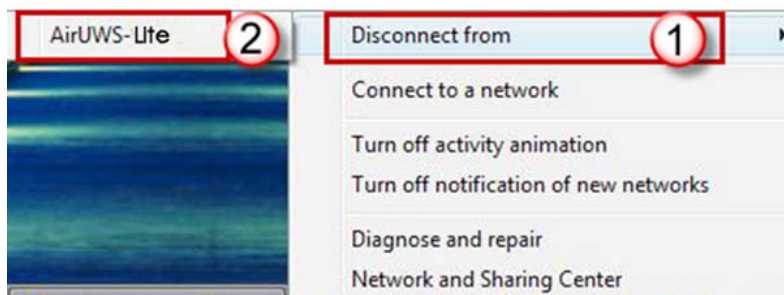 AirUWS-Lite 2
Disconnect from 1
Connect to a network
Turn off activity animation
Turn off notification of new networks
Diagnose and repair
Network and Sharing Center